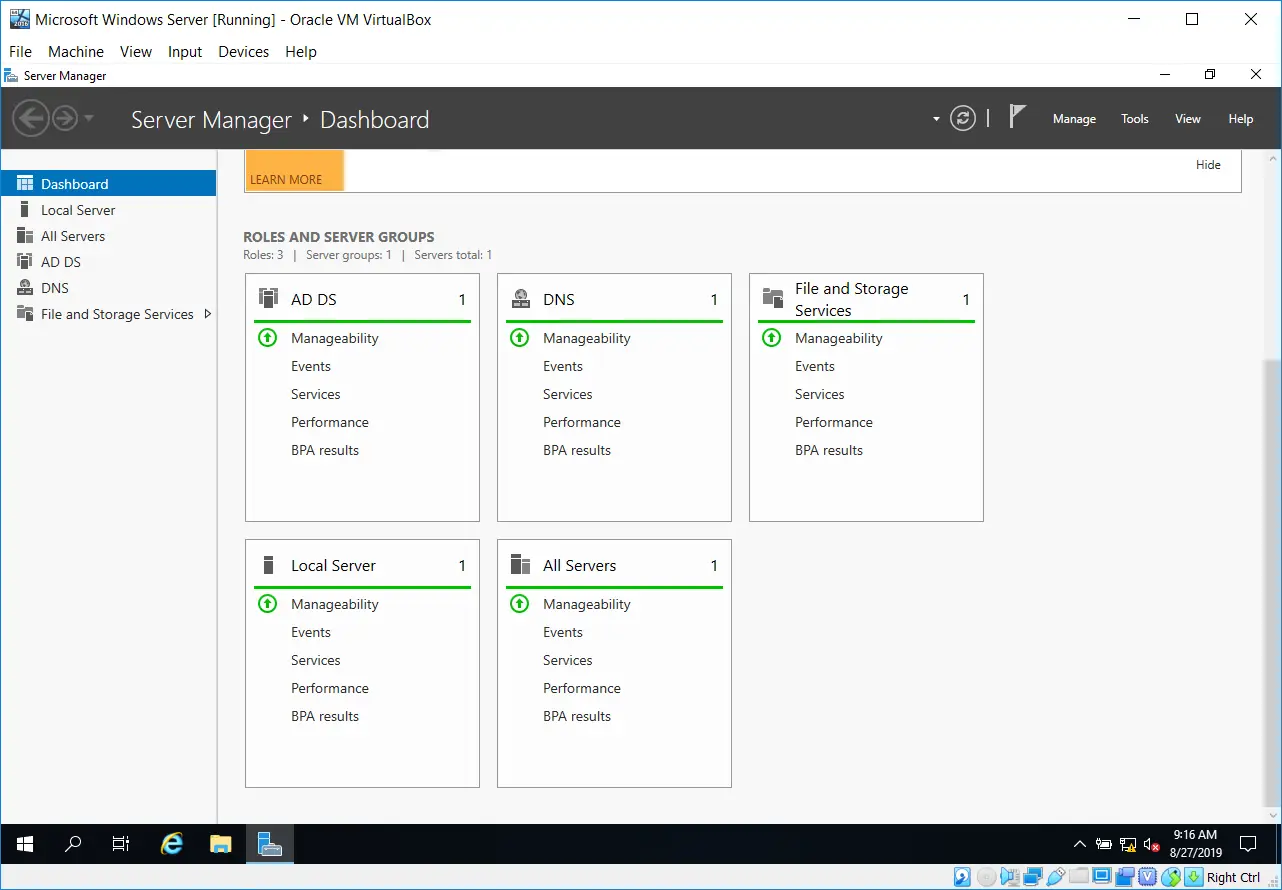 Microsoft Windows Server [Running] - Oracle VM VirtualBox
File Machine View Input Devices Help
Server Manager
Server Manager ‣ Dashboard
Manage Tools View Help
Dashboard
Local Server
All Servers
AD DS
DNS
File and Storage Services
LEARN MORE
Hide
ROLES AND SERVER GROUPS
Roles: 3 | Server groups: 1 | Servers total: 1
AD DS 1
Manageability
Events
Services
Performance
BPA results
DNS 1
Manageability
Events
Services
Performance
BPA results
File and Storage
Services 1
Manageability
Events
Services
Performance
BPA results
Local Server 1
Manageability
Events
Services
Performance
BPA results
All Servers 1
Manageability
Events
Services
Performance
BPA results
9:16 AM
8/27/2019
Right Ctrl